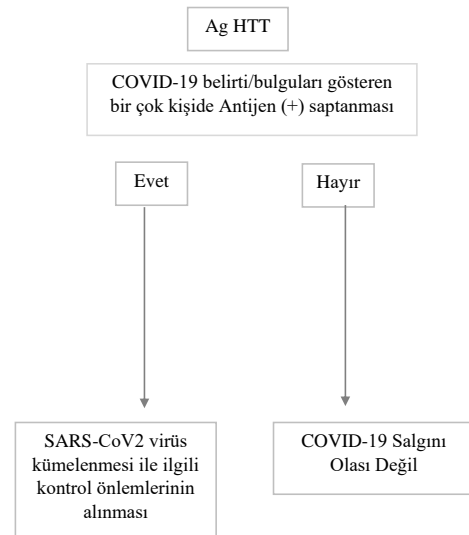 Ag HTT
COVID-19 belirti/bulguları gösteren
bir çok kişide Antijen (+) saptanması
Evet
Hayır
SARS-CoV2 virüs
kümelenmesi ile ilgili
kontrol önlemlerinin
alınması
COVID-19 Salgını
Olası Değil